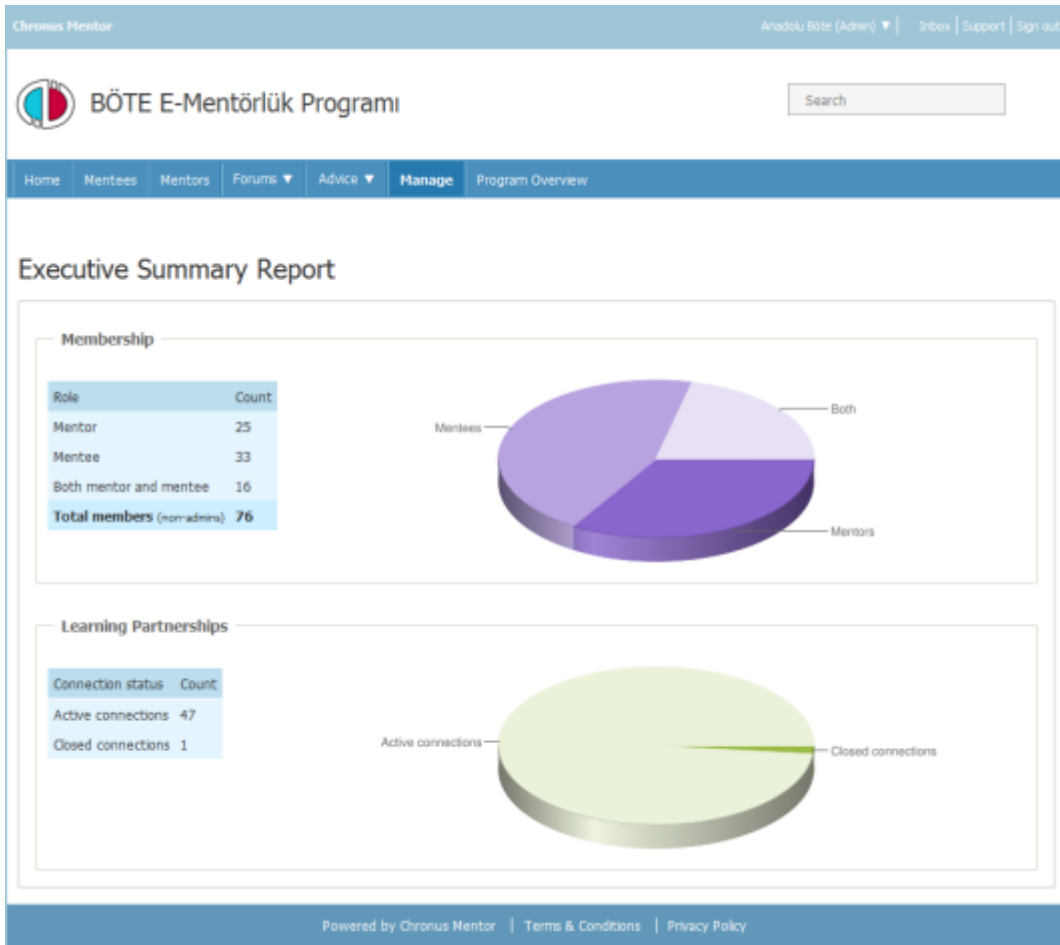 Chronus Mentor Anadolu Böte (Admin) ▼ | Inbox | Support | Sign out
BÖTE E-Mentörlük Programı Search
Home Mentees Mentors Forums ▼ Advice ▼ Manage Program Overview
Executive Summary Report
Membership
Role Count
Mentor 25
Mentee 33
Both mentor and mentee 16
Total members (non-admins) 76
Both
Mentees
Mentors
Learning Partnerships
Connection status Count
Active connections 47
Closed connections 1
Active connections
Closed connections
Powered by Chronus Mentor | Terms & Conditions | Privacy Policy